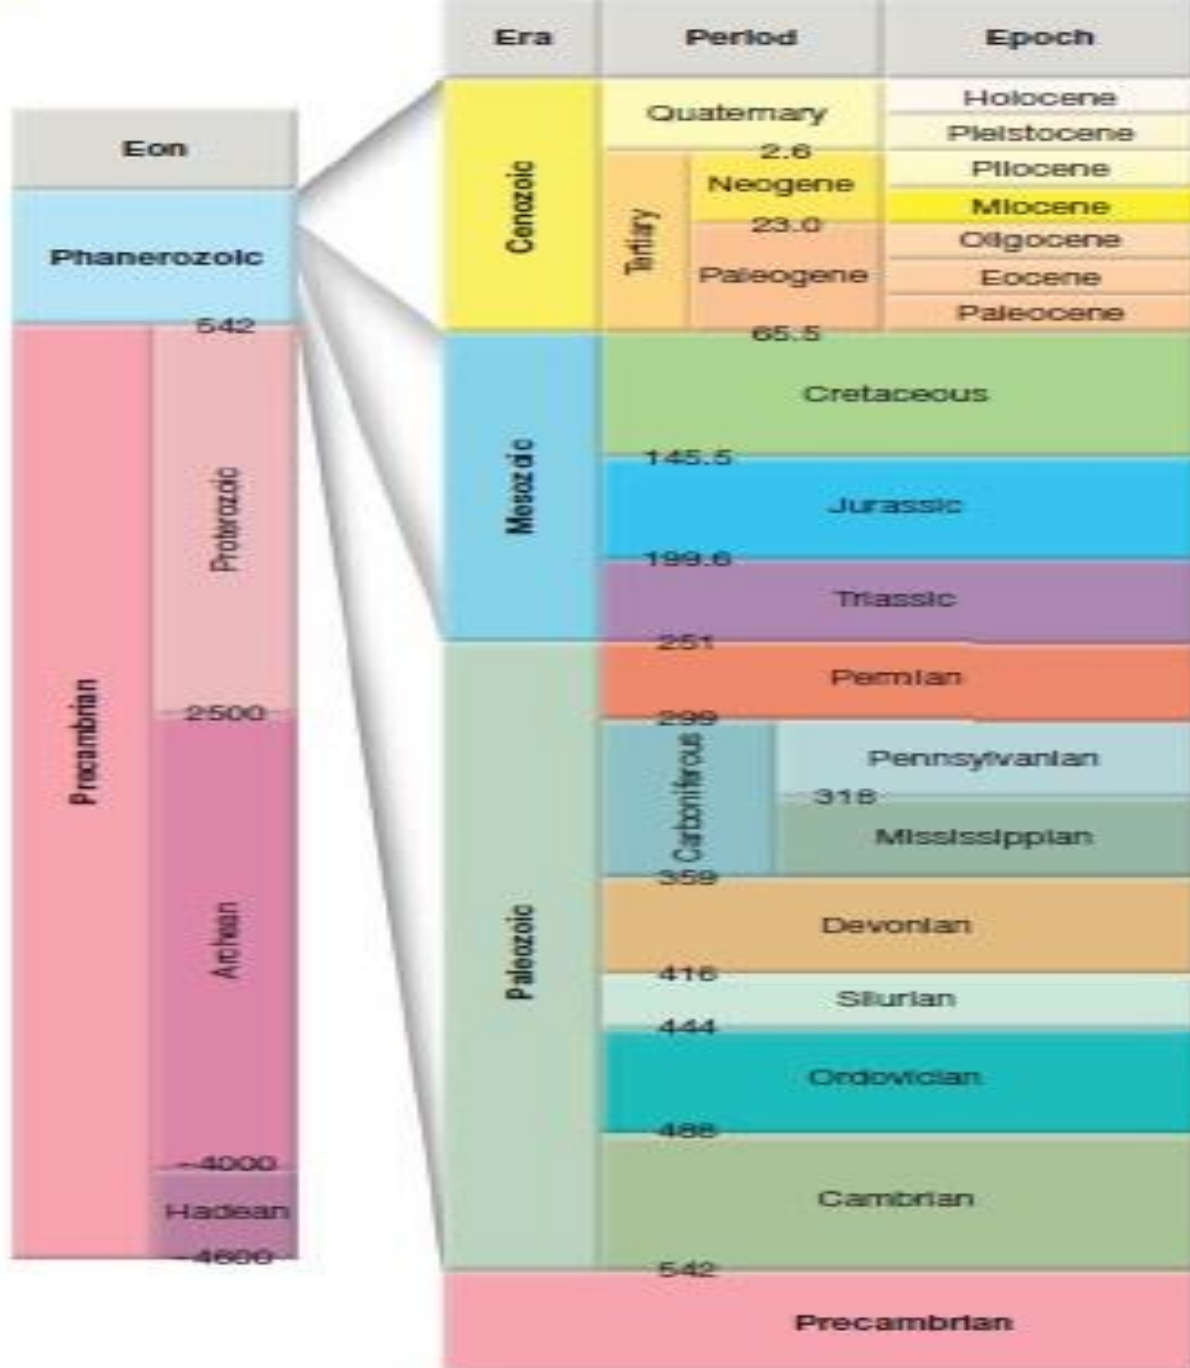 Eon
Phanerozoic
542
Precambrian
Proterozoic
2500
Archean
~4000
Hadean
~4600
Era
Period
Epoch
Cenozoic
Quaternary
Holocene
Pleistocene
2.6
Tertiary
Neogene
Pliocene
Miocene
23.0
Paleogene
Oligocene
Eocene
Paleocene
65.5
Mesozoic
Cretaceous
145.5
Jurassic
199.6
Triassic
251
Paleozoic
Permian
299
Carboniferous
Pennsylvanian
318
Mississippian
359
Devonian
416
Silurian
444
Ordovician
488
Cambrian
542
Precambrian